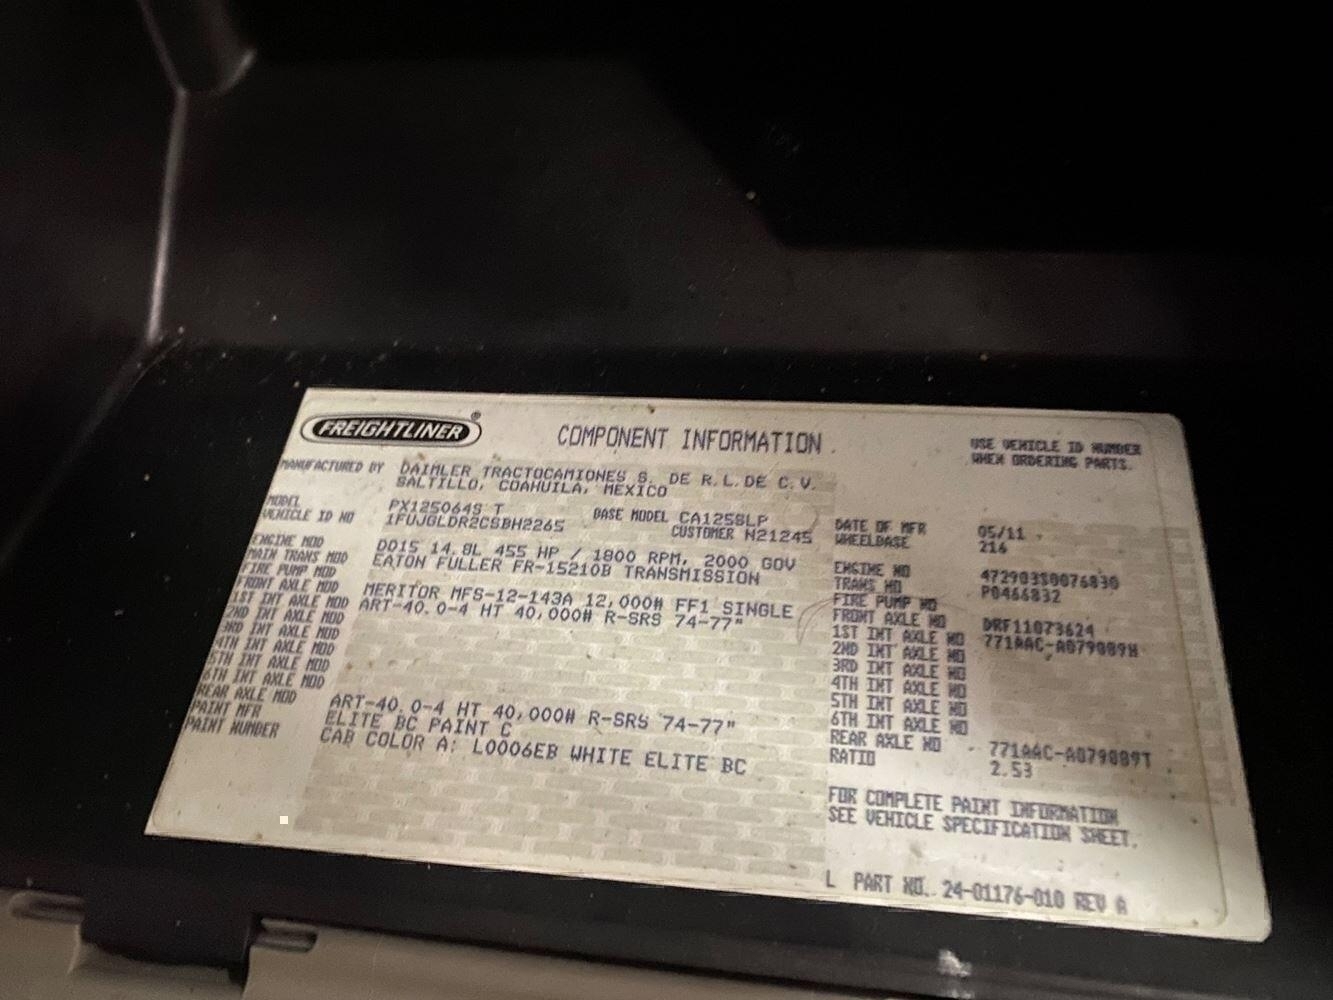 FREIGHTLINER®
COMPONENT INFORMATION
USE VEHICLE ID NUMBER
WHEN ORDERING PARTS.
MANUFACTURED BY DAIMLER TRACTOCAMIONES S. DE R.L.DE C.V.
SALTILLO, COAHUILA, MEXICO
MODEL PX125064S T BASE MODEL CA125SLP
VEHICLE ID NO 1FUJGLDR2CSBH2265 CUSTOMER N21245
ENGINE MOD DD15 14.8L 455 HP / 1800 RPM, 2000 GOV
MAIN TRANS MOD EATON FULLER FR-15210B TRANSMISSION
FIRE PUMP MOD
FRONT AXLE MOD MERITOR MFS-12-143A 12,000# FF1 SINGLE
1ST INT AXLE MOD ART-40.0-4 HT 40,000# R-SRS 74-77"
2ND INT AXLE MOD
3RD INT AXLE MOD
4TH INT AXLE MOD
5TH INT AXLE MOD
6TH INT AXLE MOD
REAR AXLE MOD ART-40.0-4 HT 40,000# R-SRS 74-77"
PAINT MFR ELITE BC PAINT C
PAINT NUMBER CAB COLOR A: L0006EB WHITE ELITE BC
DATE OF MFR 05/11
WHEELBASE 216
ENGINE NO 472903S0076830
TRANS NO P0466832
FIRE PUMP NO
FRONT AXLE NO DRF11073624
1ST INT AXLE NO 771AAC-A079089H
2ND INT AXLE NO
3RD INT AXLE NO
4TH INT AXLE NO
5TH INT AXLE NO
6TH INT AXLE NO
REAR AXLE NO 771AAC-A079089T
RATIO 2.53
FOR COMPLETE PAINT INFORMATION
SEE VEHICLE SPECIFICATION SHEET.
L PART NO. 24-01176-010 REV A